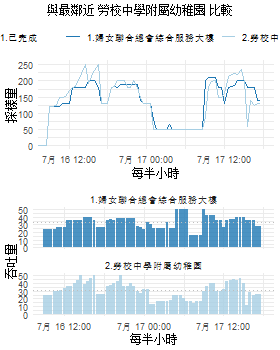 與最鄰近 勞校中學附屬幼稚園 比較
1.已完成 1.婦女聯合總會綜合服務大樓 2.勞校中
250
200
150
100
50
0
採樣里
7月 16 12:00 7月 17 00:00 7月 17 12:00
每半小時
1.婦女聯合總會綜合服務大樓
50
40
30
20
10
0
2.勞校中學附屬幼稚園
50
40
30
20
10
0
吞吐里
7月 16 12:00 7月 17 00:00 7月 17 12:00
每半小時